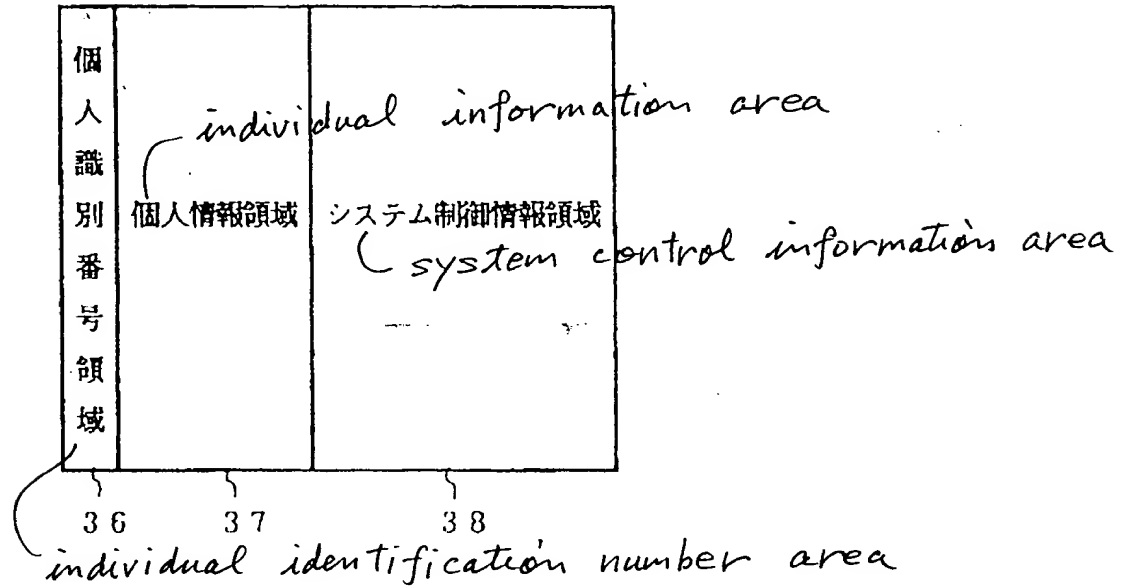 個人識別番号領域
individual information area
個人情報領域 システム制御情報領域
system control information area
36 37 38
individual identification number area